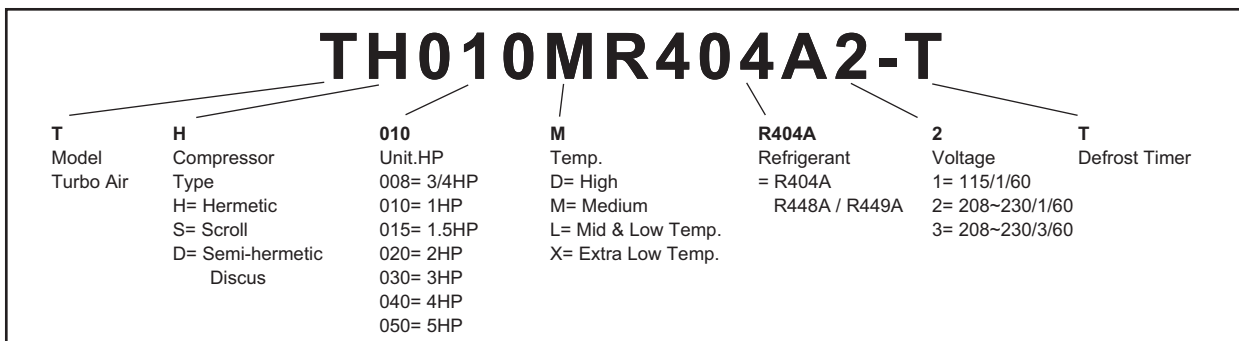 TH010MR404A2-T
T
Model
Turbo Air
H
Compressor
Type
H= Hermetic
S= Scroll
D= Semi-hermetic
Discus
010
Unit.HP
008= 3/4HP
010= 1HP
015= 1.5HP
020= 2HP
030= 3HP
040= 4HP
050= 5HP
M
Temp.
D= High
M= Medium
L= Mid & Low Temp.
X= Extra Low Temp.
R404A
Refrigerant
= R404A
R448A / R449A
2
Voltage
1= 115/1/60
2= 208~230/1/60
3= 208~230/3/60
T
Defrost Timer